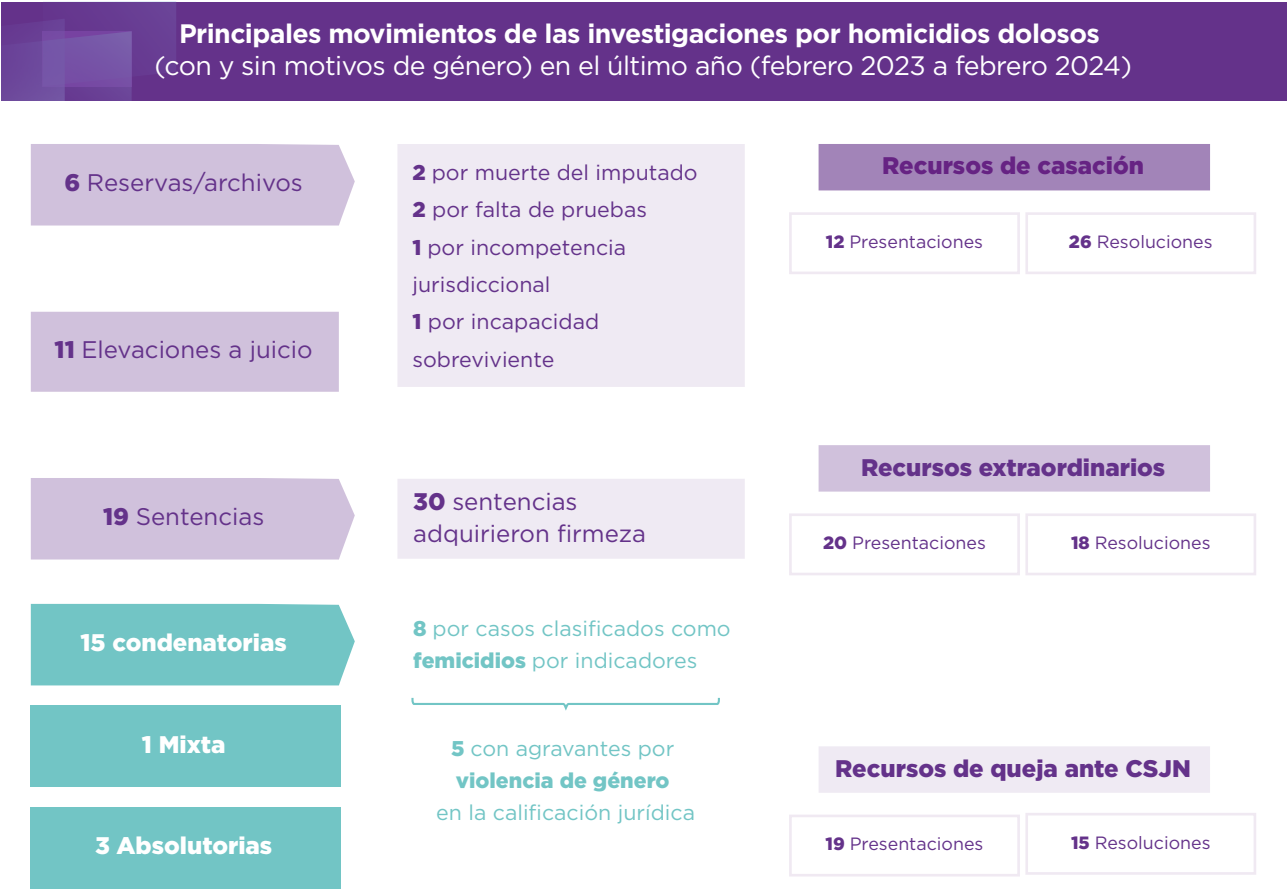 Principales movimientos de las investigaciones por homicidios dolosos
(con y sin motivos de género) en el último año (febrero 2023 a febrero 2024)
6 Reservas/archivos
2 por muerte del imputado
2 por falta de pruebas
1 por incompetencia
jurisdiccional
1 por incapacidad
sobreviviente
11 Elevaciones a juicio
19 Sentencias
30 sentencias
adquirieron firmeza
15 condenatorias
8 por casos clasificados como
femicidios por indicadores
5 con agravantes por
violencia de género
en la calificación jurídica
1 Mixta
3 Absolutorias
Recursos de casación
12 Presentaciones
26 Resoluciones
Recursos extraordinarios
20 Presentaciones
18 Resoluciones
Recursos de queja ante CSJN
19 Presentaciones
15 Resoluciones